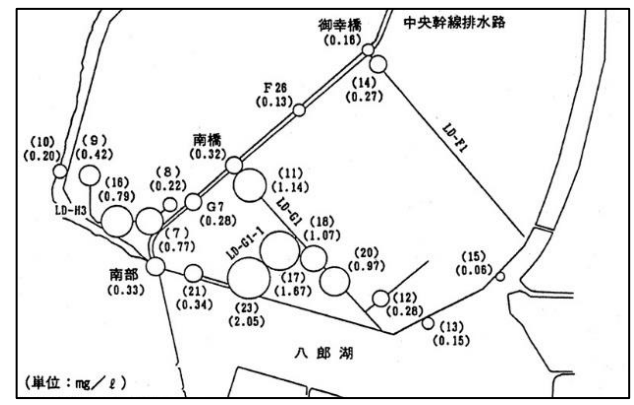 御幸橋
(0.16)
中央幹線排水路
(14)
(0.27)
F26
(0.13)
LD-F1
南橋
(0.32)
(10)
(0.20)
(9)
(0.42)
(8)
(0.22)
(16)
(0.79)
LD-H3
(7)
(0.77)
G7
(0.28)
(11)
(1.14)
LD-G1
LD-G1-1
(18)
(1.07)
(17)
(1.67)
(20)
(0.97)
(15)
(0.06)
南部
(0.33)
(21)
(0.34)
(23)
(2.05)
(12)
(0.28)
(13)
(0.15)
八郎湖
(単位：mg／ℓ)